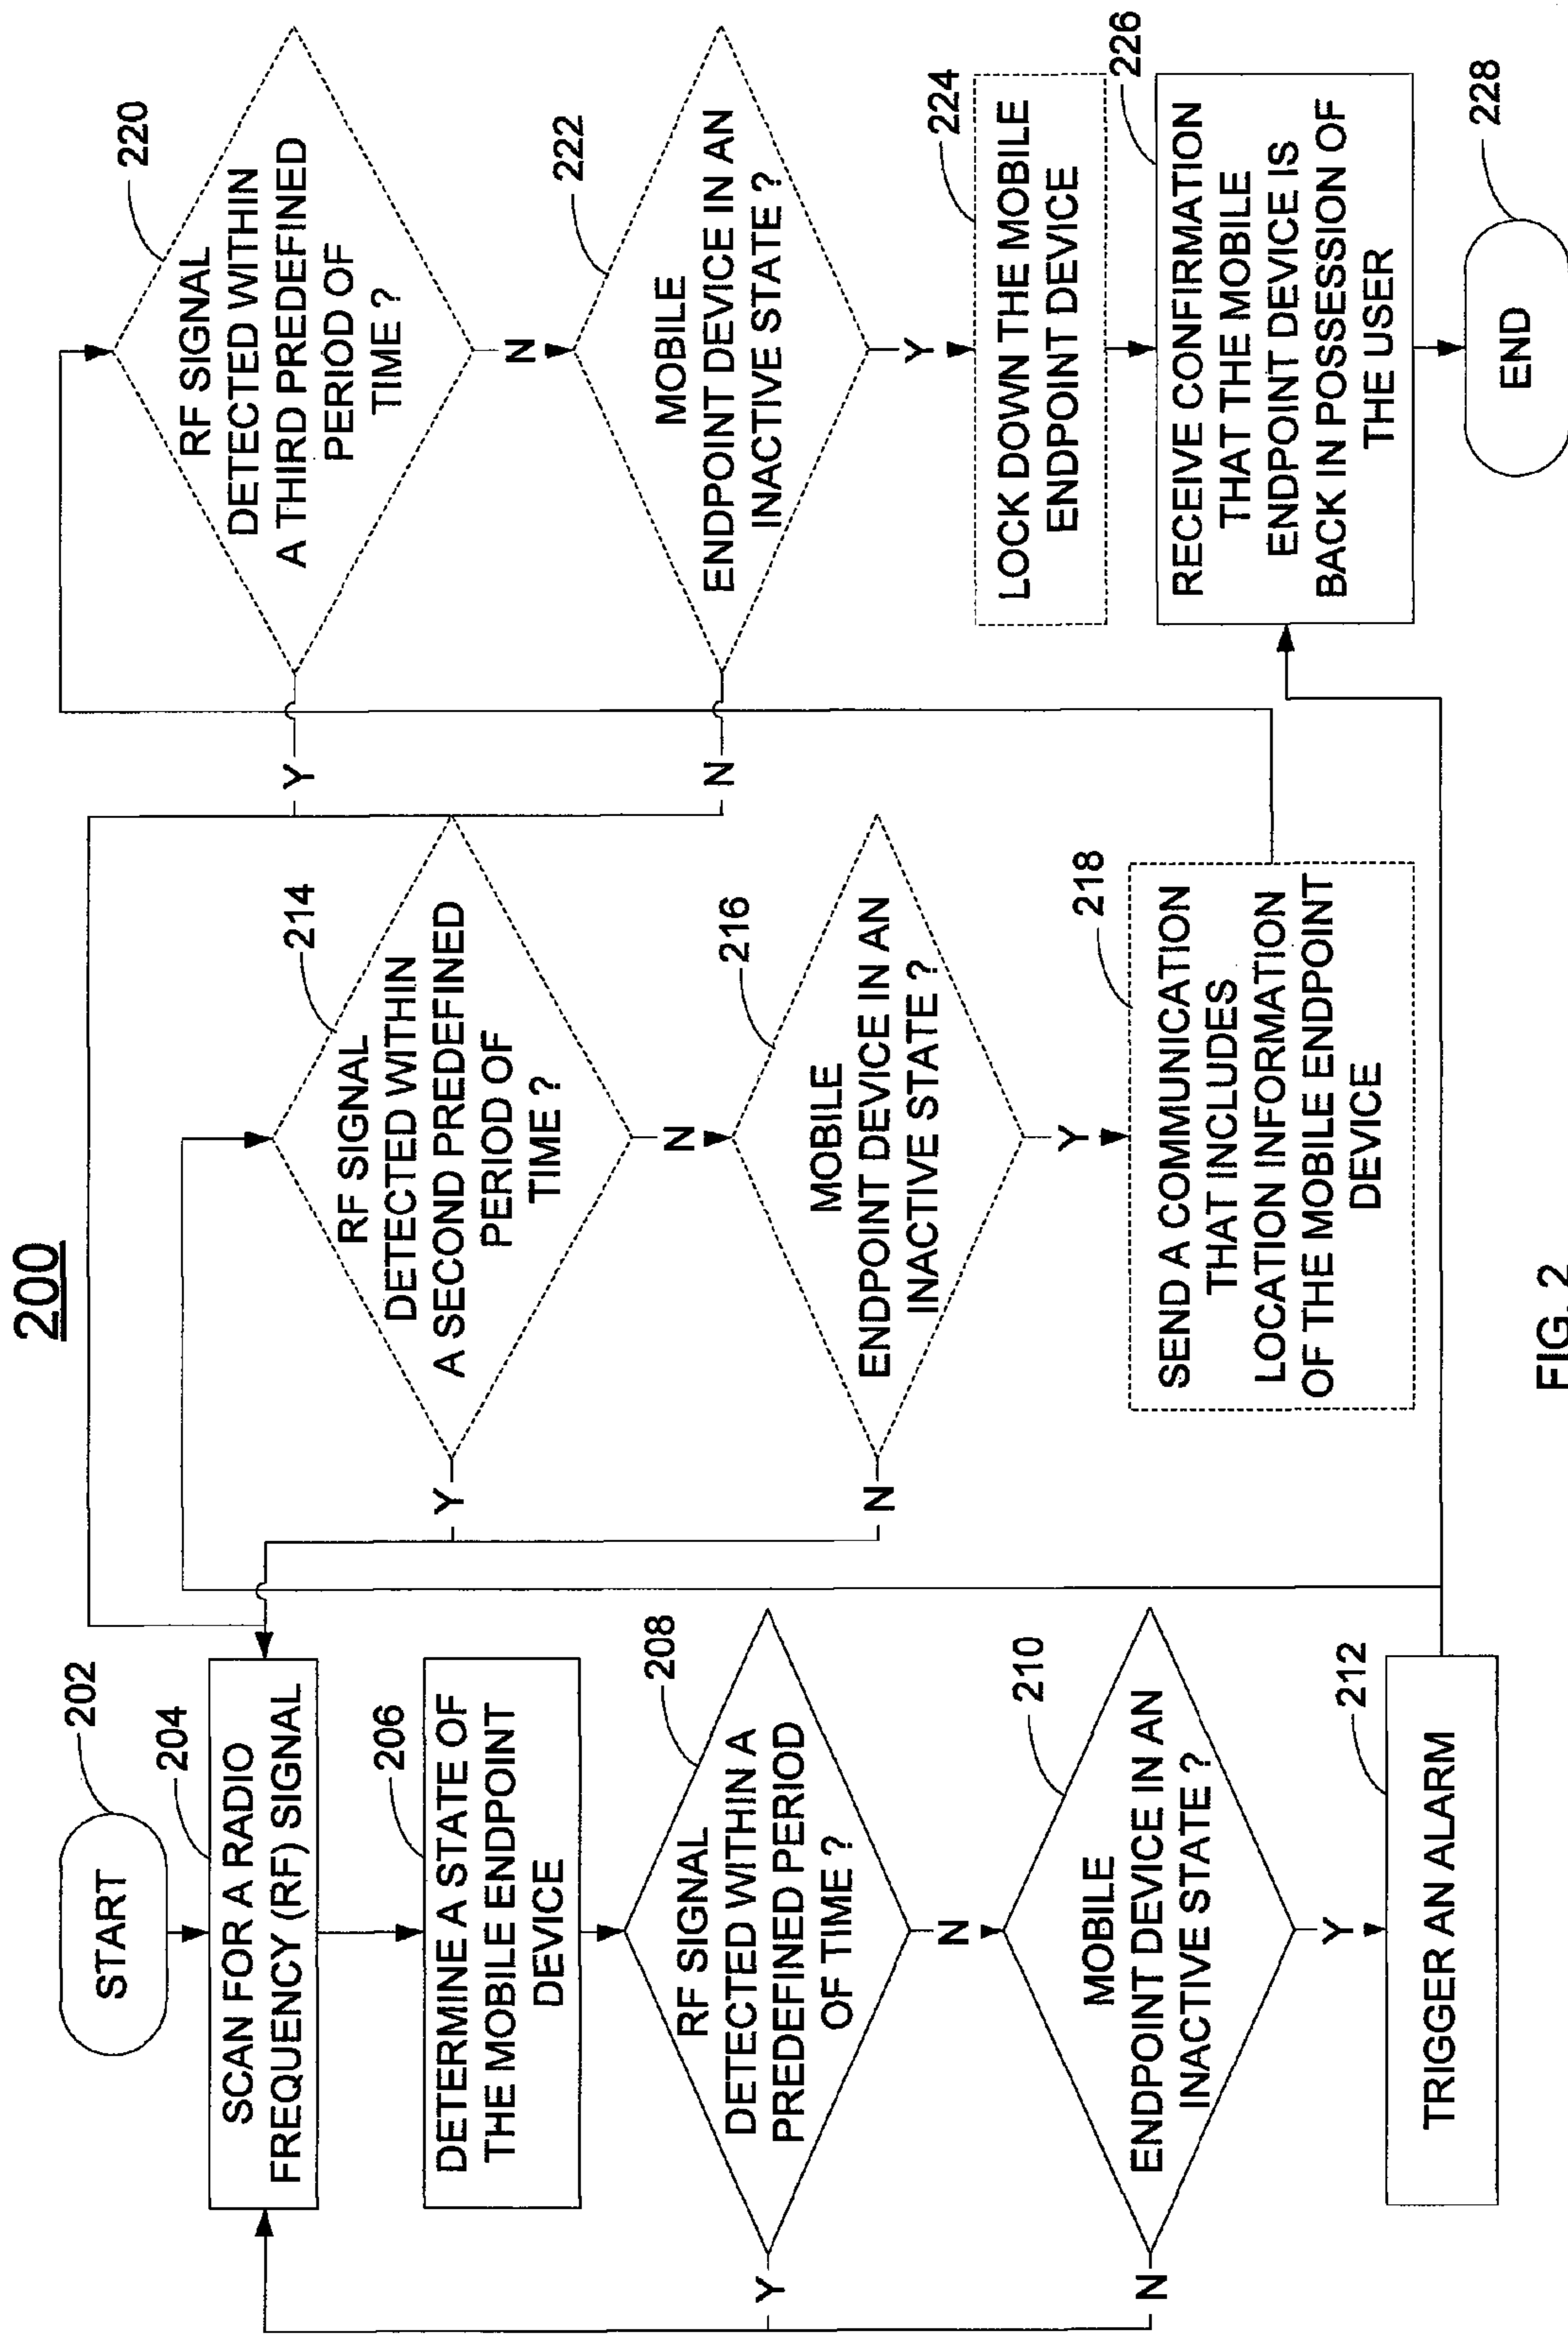 200
202
START
204
SCAN FOR A RADIO
FREQUENCY (RF) SIGNAL
206
DETERMINE A STATE OF
THE MOBILE ENDPOINT
DEVICE
208
RF SIGNAL
DETECTED WITHIN A
PREDEFINED PERIOD
OF TIME ?
Y
N
210
MOBILE
ENDPOINT DEVICE IN AN
INACTIVE STATE ?
N
Y
212
TRIGGER AN ALARM
214
RF SIGNAL
DETECTED WITHIN
A SECOND PREDEFINED
PERIOD OF
TIME ?
Y
N
216
MOBILE
ENDPOINT DEVICE IN AN
INACTIVE STATE ?
N
Y
218
SEND A COMMUNICATION
THAT INCLUDES
LOCATION INFORMATION
OF THE MOBILE ENDPOINT
DEVICE
220
RF SIGNAL
DETECTED WITHIN
A THIRD PREDEFINED
PERIOD OF
TIME ?
Y
N
222
MOBILE
ENDPOINT DEVICE IN AN
INACTIVE STATE ?
N
Y
224
LOCK DOWN THE MOBILE
ENDPOINT DEVICE
226
RECEIVE CONFIRMATION
THAT THE MOBILE
ENDPOINT DEVICE IS
BACK IN POSSESSION OF
THE USER
228
END
FIG. 2